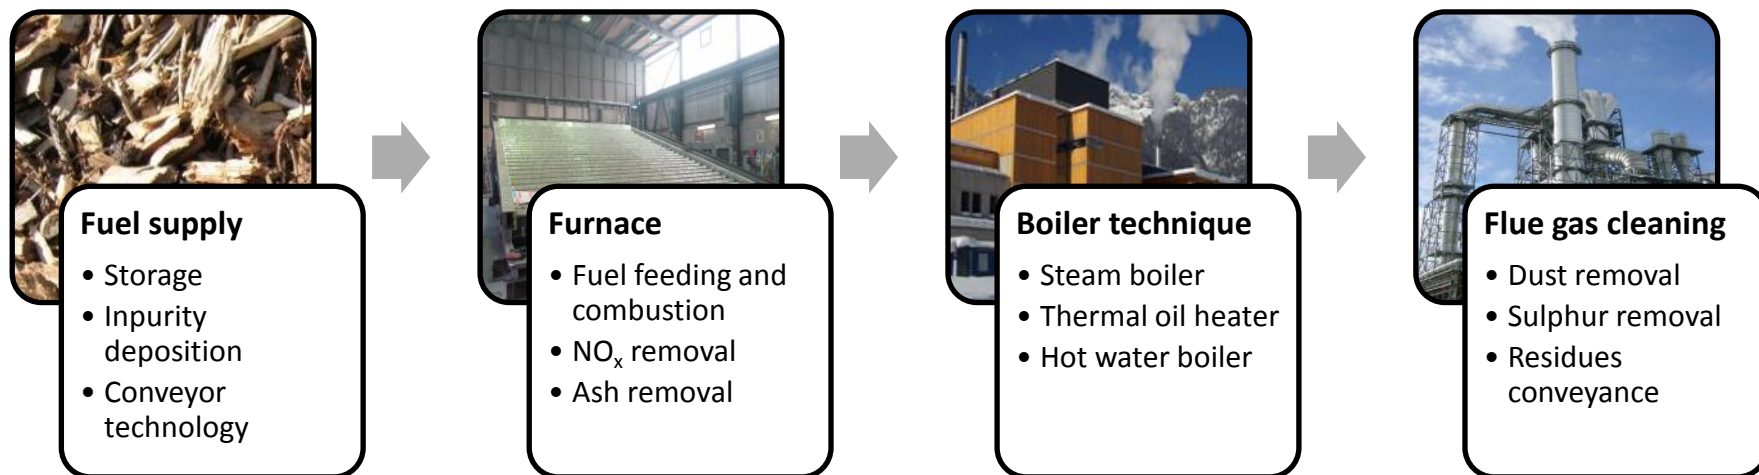 Fuel supply
• Storage
• Inpurity
deposition
• Conveyor
technology
Furnace
• Fuel feeding and
combustion
• NOₓ removal
• Ash removal
Boiler technique
• Steam boiler
• Thermal oil heater
• Hot water boiler
Flue gas cleaning
• Dust removal
• Sulphur removal
• Residues
conveyance